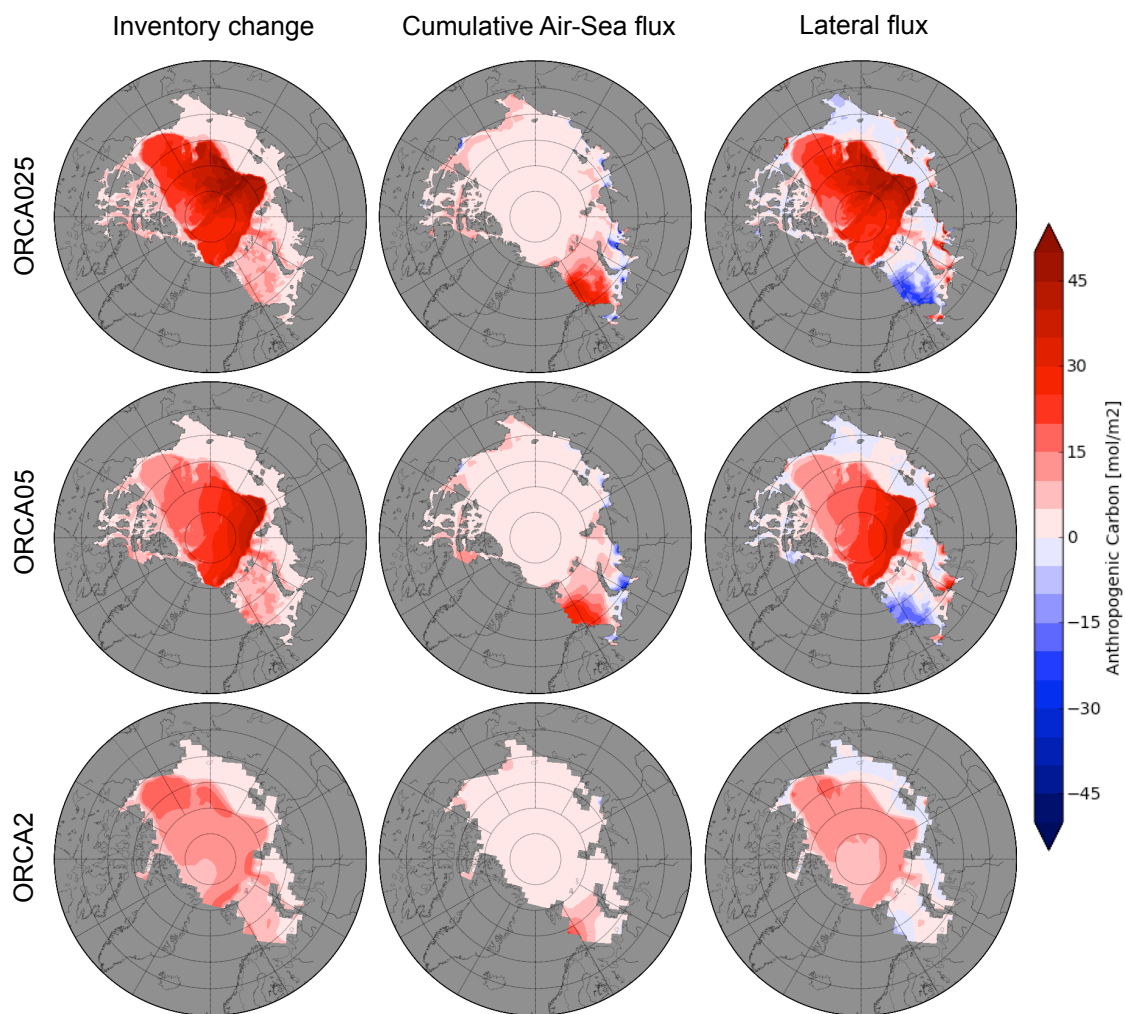 Inventory change
Cumulative Air-Sea flux
Lateral flux
ORCA025
ORCA05
ORCA2
45
30
15
0
−15
−30
−45
Anthropogenic Carbon [mol/m2]